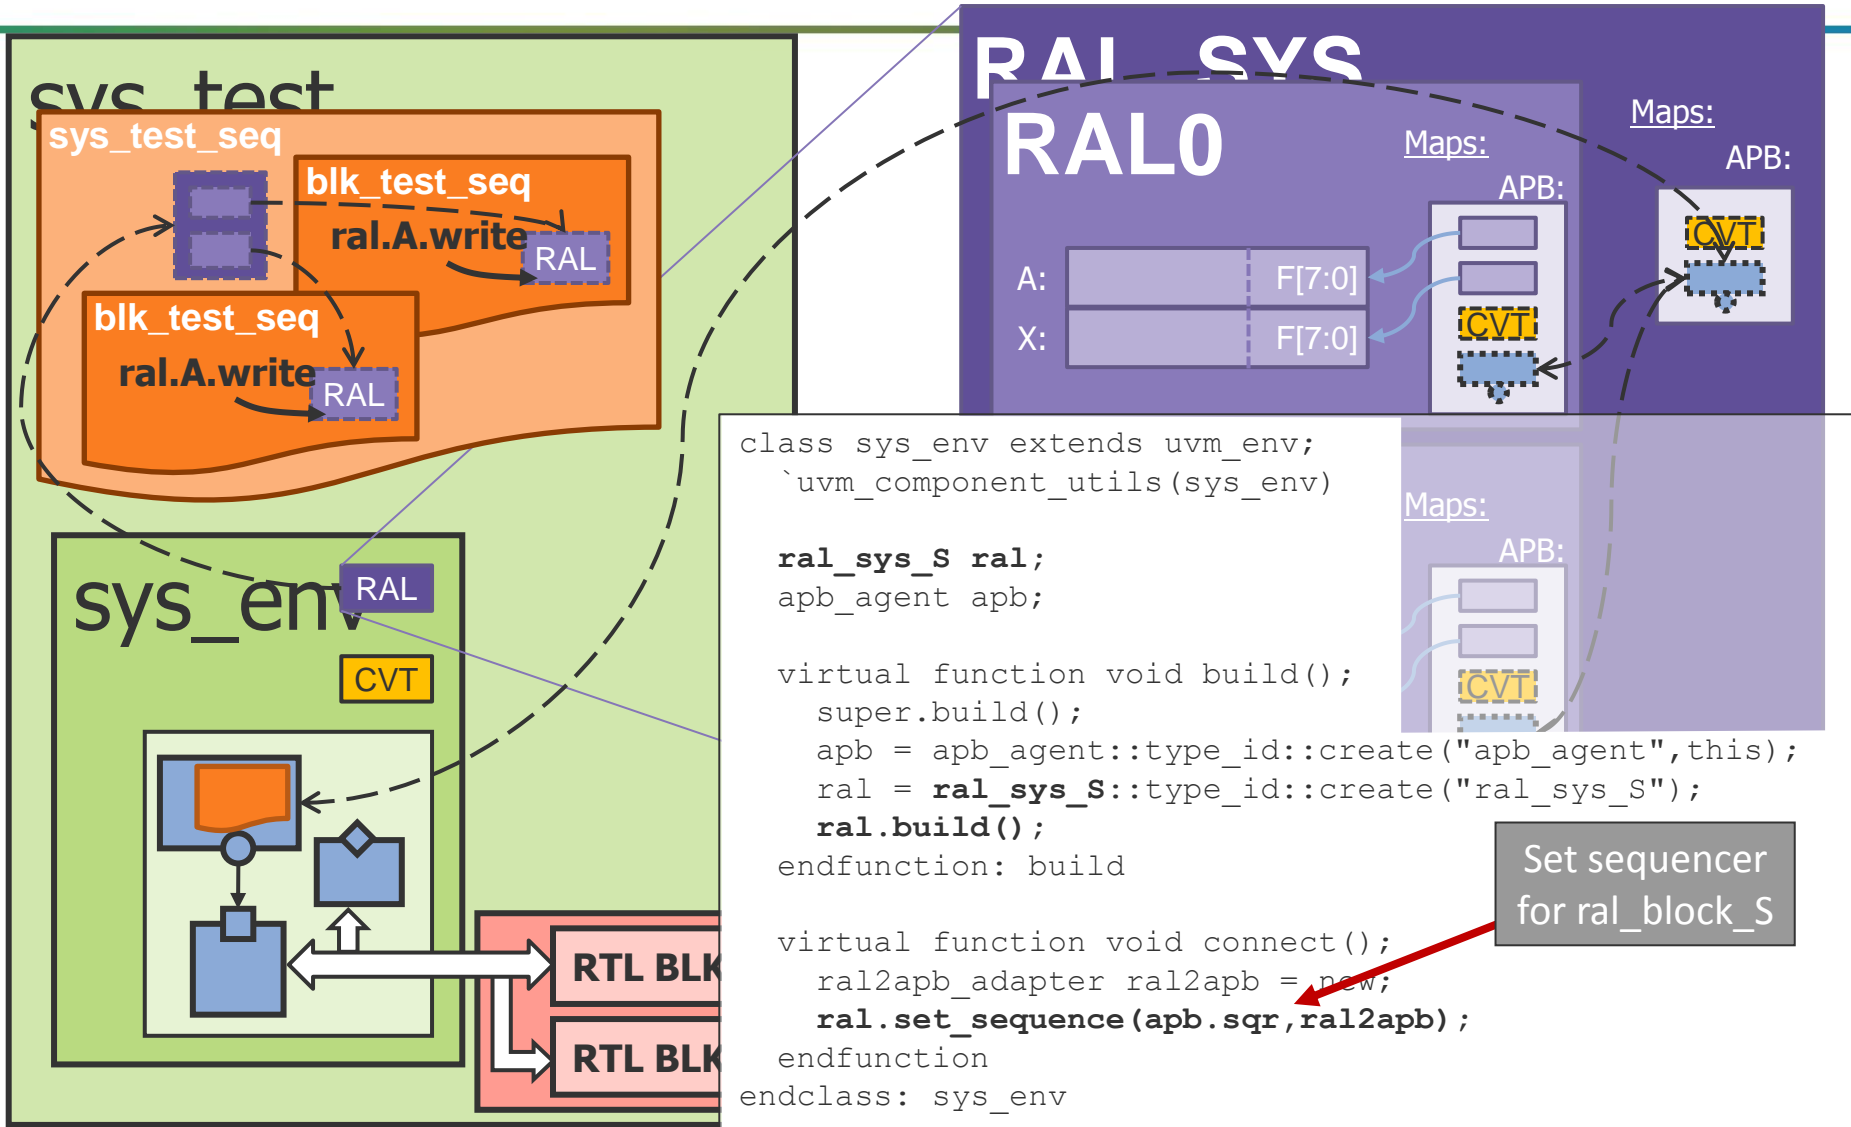 sys_test
sys_test_seq
blk_test_seq
ral.A.write
RAL
blk_test_seq
ral.A.write
RAL
sys_env
RAL
CVT
RTL BLK
RTL BLK
RAL_SYS
RAL0
Maps:
APB:
A:
F[7:0]
X:
F[7:0]
CVT
Maps:
APB:
CVT
Maps:
APB:
CVT
class sys_env extends uvm_env;
`uvm_component_utils(sys_env)
ral_sys_S ral;
apb_agent apb;
virtual function void build();
super.build();
apb = apb_agent::type_id::create("apb_agent",this);
ral = ral_sys_S::type_id::create("ral_sys_S");
ral.build();
endfunction: build
virtual function void connect();
ral2apb_adapter ral2apb = new;
ral.set_sequence(apb.sqr,ral2apb);
endfunction
endclass: sys_env
Set sequencer
for ral_block_S